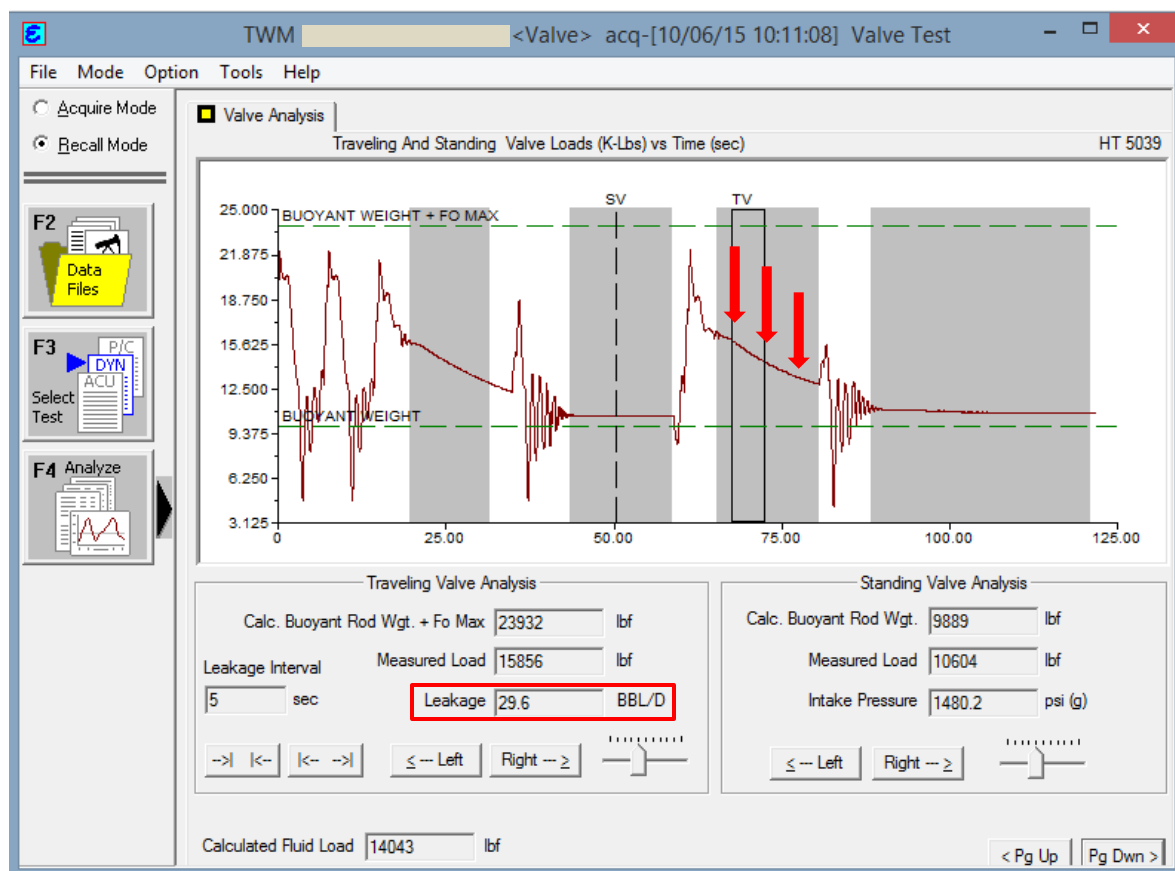 TWM <Valve> acq-[10/06/15 10:11:08] Valve Test
File Mode Option Tools Help
Acquire Mode
Recall Mode
F2
Data
Files
F3
P/C
DYN
ACU
Select
Test
F4 Analyze
Valve Analysis
Traveling And Standing Valve Loads (K-Lbs) vs Time (sec)
HT 5039
SV
TV
25.000
BUOYANT WEIGHT + FO MAX
21.875
18.750
15.625
12.500
BUOYANT WEIGHT
9.375
6.250
3.125
0 25.00 50.00 75.00 100.00 125.00
Traveling Valve Analysis
Calc. Buoyant Rod Wgt. + Fo Max 23932 lbf
Leakage Interval
Measured Load 15856 lbf
5 sec
Leakage 29.6 BBL/D
-->| |<--
|<-- -->|
< --- Left
Right --- >
Standing Valve Analysis
Calc. Buoyant Rod Wgt. 9889 lbf
Measured Load 10604 lbf
Intake Pressure 1480.2 psi (g)
< --- Left
Right --- >
Calculated Fluid Load 14043 lbf
< Pg Up
Pg Dwn >